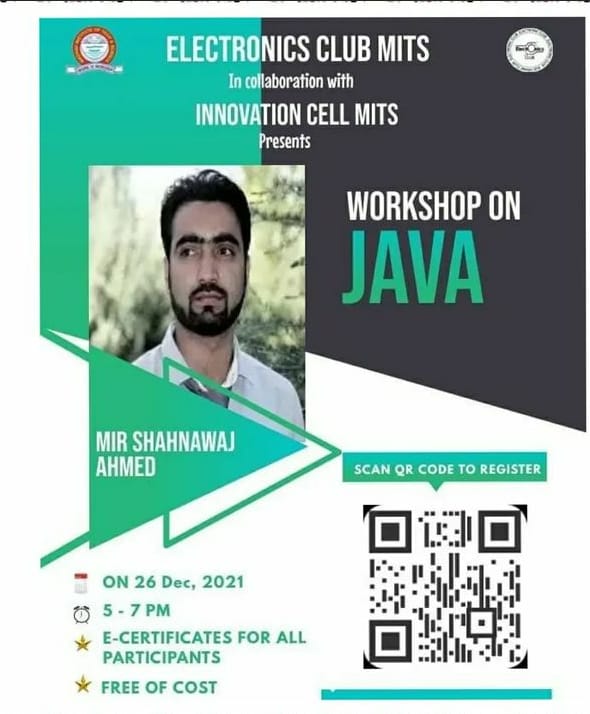 ELECTRONICS CLUB MITS
In collaboration with
INNOVATION CELL MITS
Presents
WORKSHOP ON
JAVA
MIR SHAHNAWAJ
AHMED
SCAN QR CODE TO REGISTER
ON 26 Dec, 2021
5 - 7 PM
E-CERTIFICATES FOR ALL
PARTICIPANTS
FREE OF COST